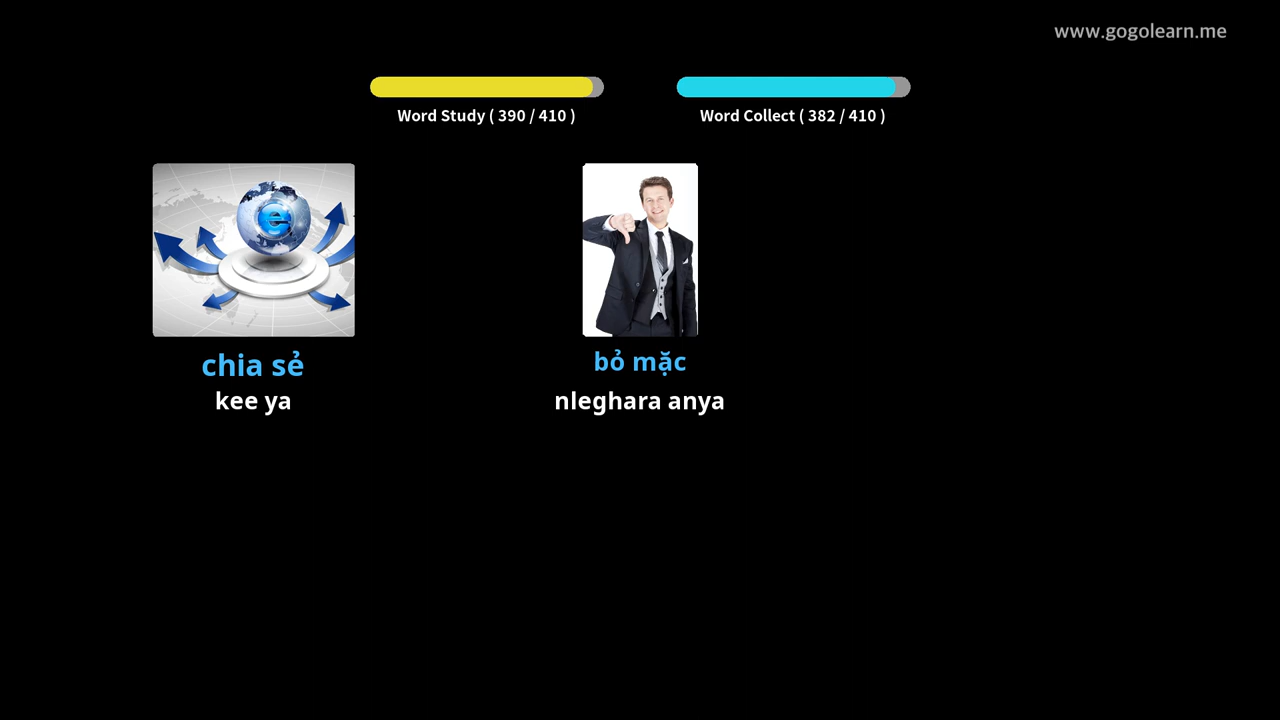 www.gogolearn.me
Word Study ( 390 / 410 )
Word Collect ( 382 / 410 )
e
chia sẻ
kee ya
bỏ mặc
nleghara anya